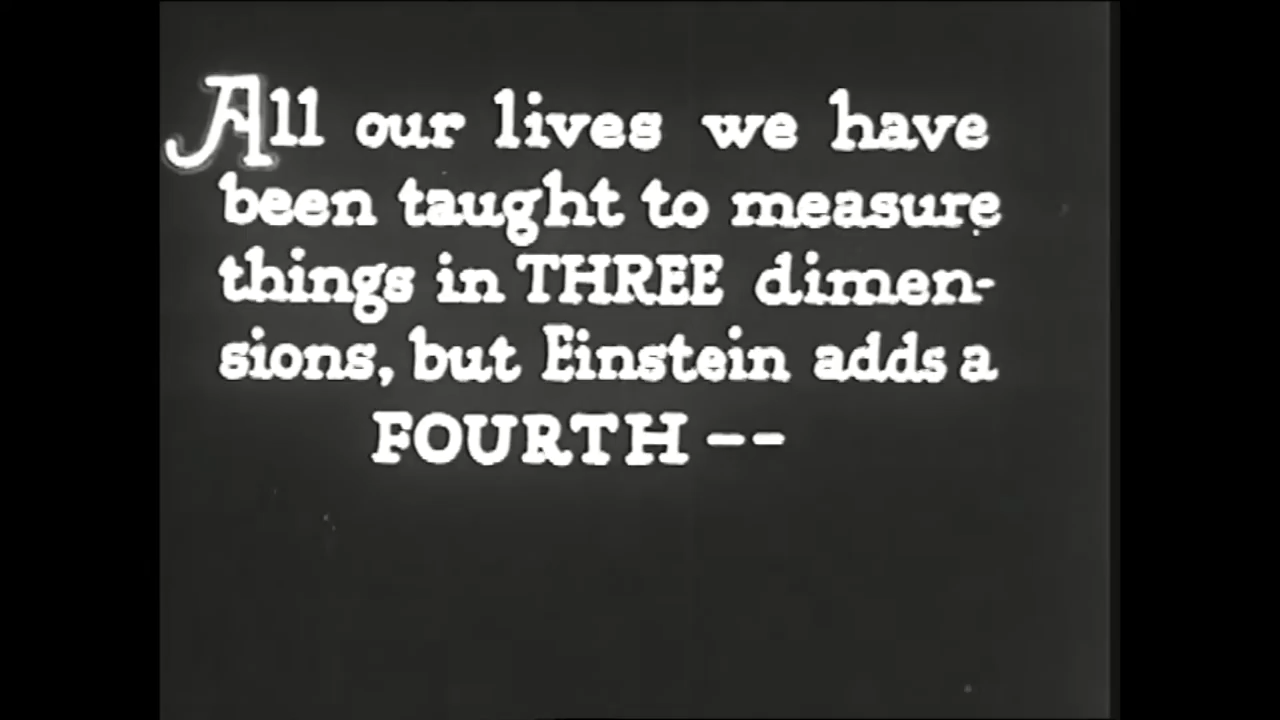 All our lives we have
been taught to measure
things in THREE dimen-
sions, but Einstein adds a
FOURTH --